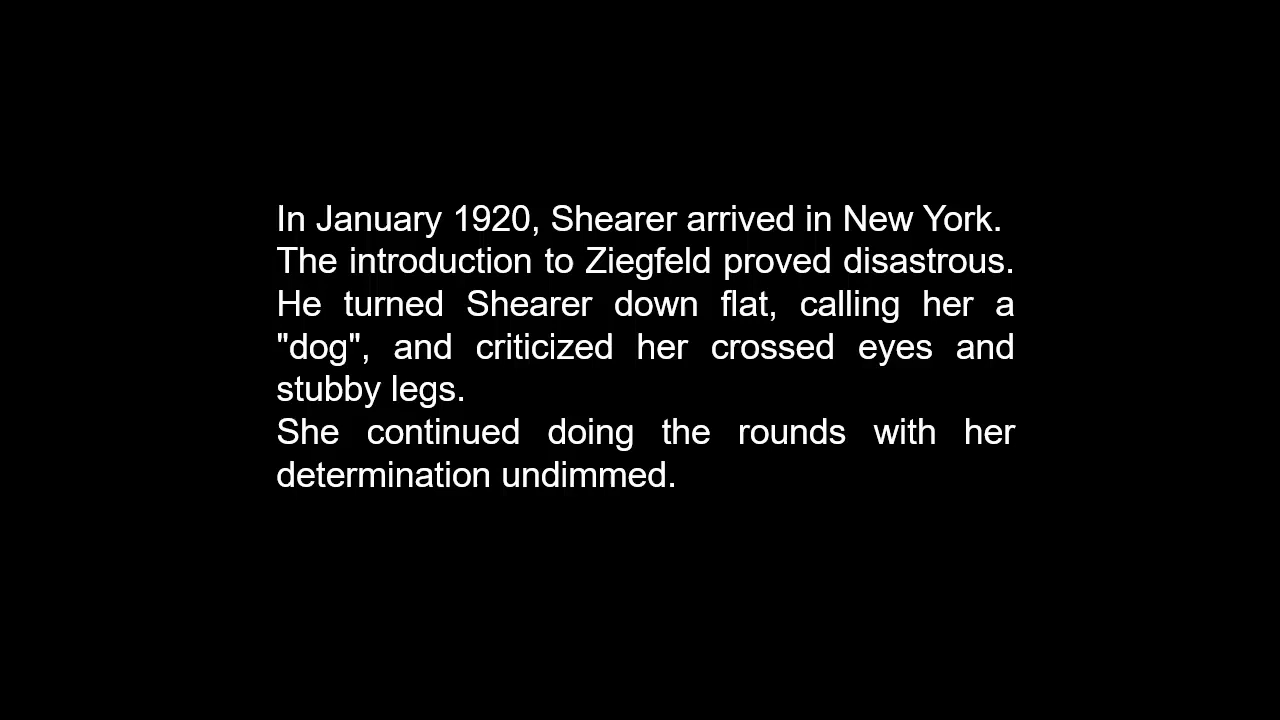 In January 1920, Shearer arrived in New York.
The introduction to Ziegfeld proved disastrous.
He turned Shearer down flat, calling her a
"dog", and criticized her crossed eyes and
stubby legs.
She continued doing the rounds with her
determination undimmed.